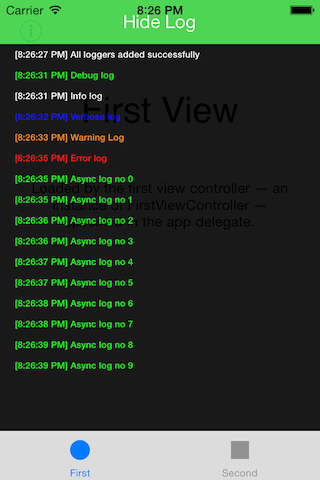 Carrier 8:26 PM
Hide Log
[8:26:27 PM] All loggers added successfully
[8:26:31 PM] Debug log
[8:26:31 PM] Info log
First View
[8:26:32 PM] Verbose log
[8:26:33 PM] Warning Log
[8:26:35 PM] Error log
[8:26:35 PM] Async log no 0
Loaded by the first view controller — an
[8:26:35 PM] Async log no 1
instance of FirstViewController —
[8:26:36 PM] Async log no 2
specified in the app delegate.
[8:26:36 PM] Async log no 3
[8:26:37 PM] Async log no 4
[8:26:37 PM] Async log no 5
[8:26:38 PM] Async log no 6
[8:26:38 PM] Async log no 7
[8:26:39 PM] Async log no 8
[8:26:39 PM] Async log no 9
First Second